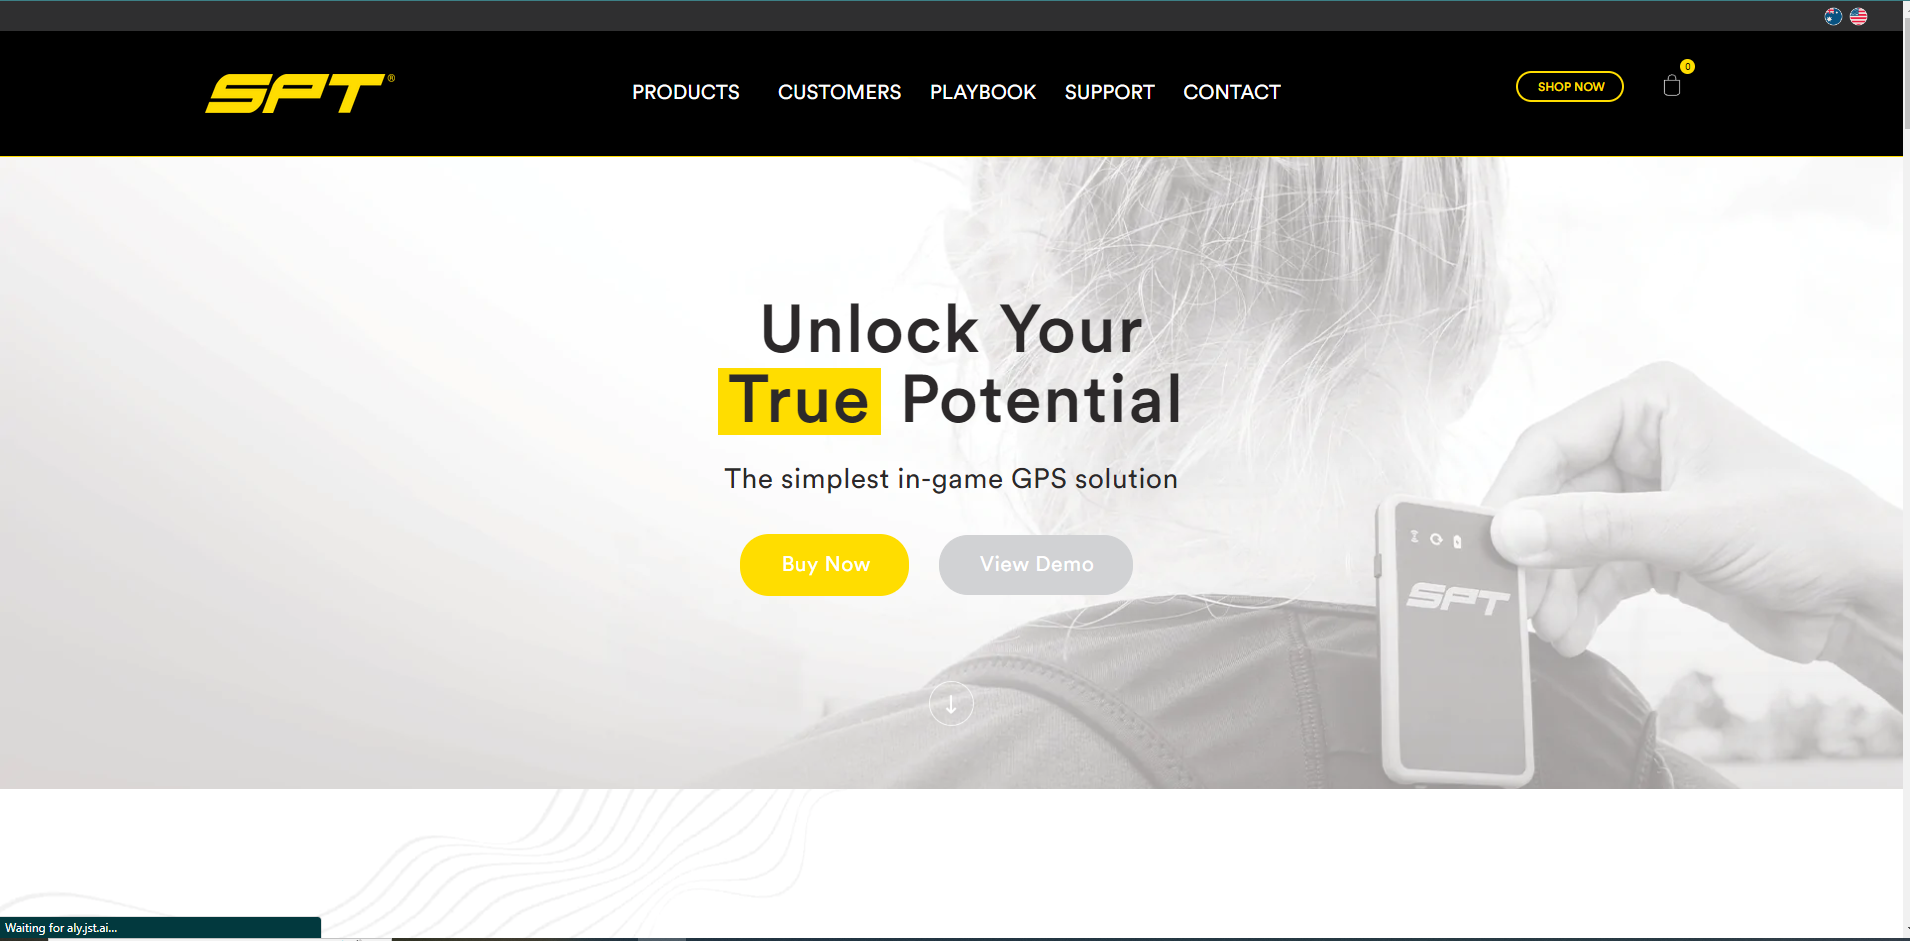 SPT®
PRODUCTS CUSTOMERS PLAYBOOK SUPPORT CONTACT
SHOP NOW
0
Unlock Your
True Potential
The simplest in-game GPS solution
Buy Now View Demo
SPT
Waiting for aly.jst.ai...